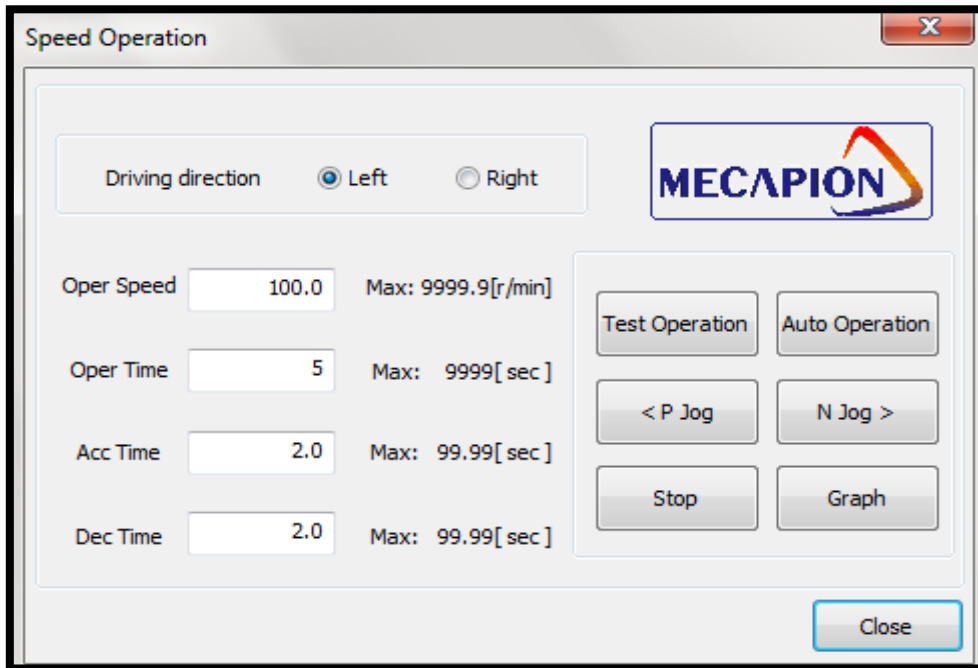 Speed Operation
X
Driving direction Left Right
MECAPION
Oper Speed 100.0 Max: 9999.9[r/min]
Oper Time 5 Max: 9999[ sec ]
Acc Time 2.0 Max: 99.99[ sec ]
Dec Time 2.0 Max: 99.99[ sec ]
Test Operation Auto Operation
< P Jog N Jog >
Stop Graph
Close